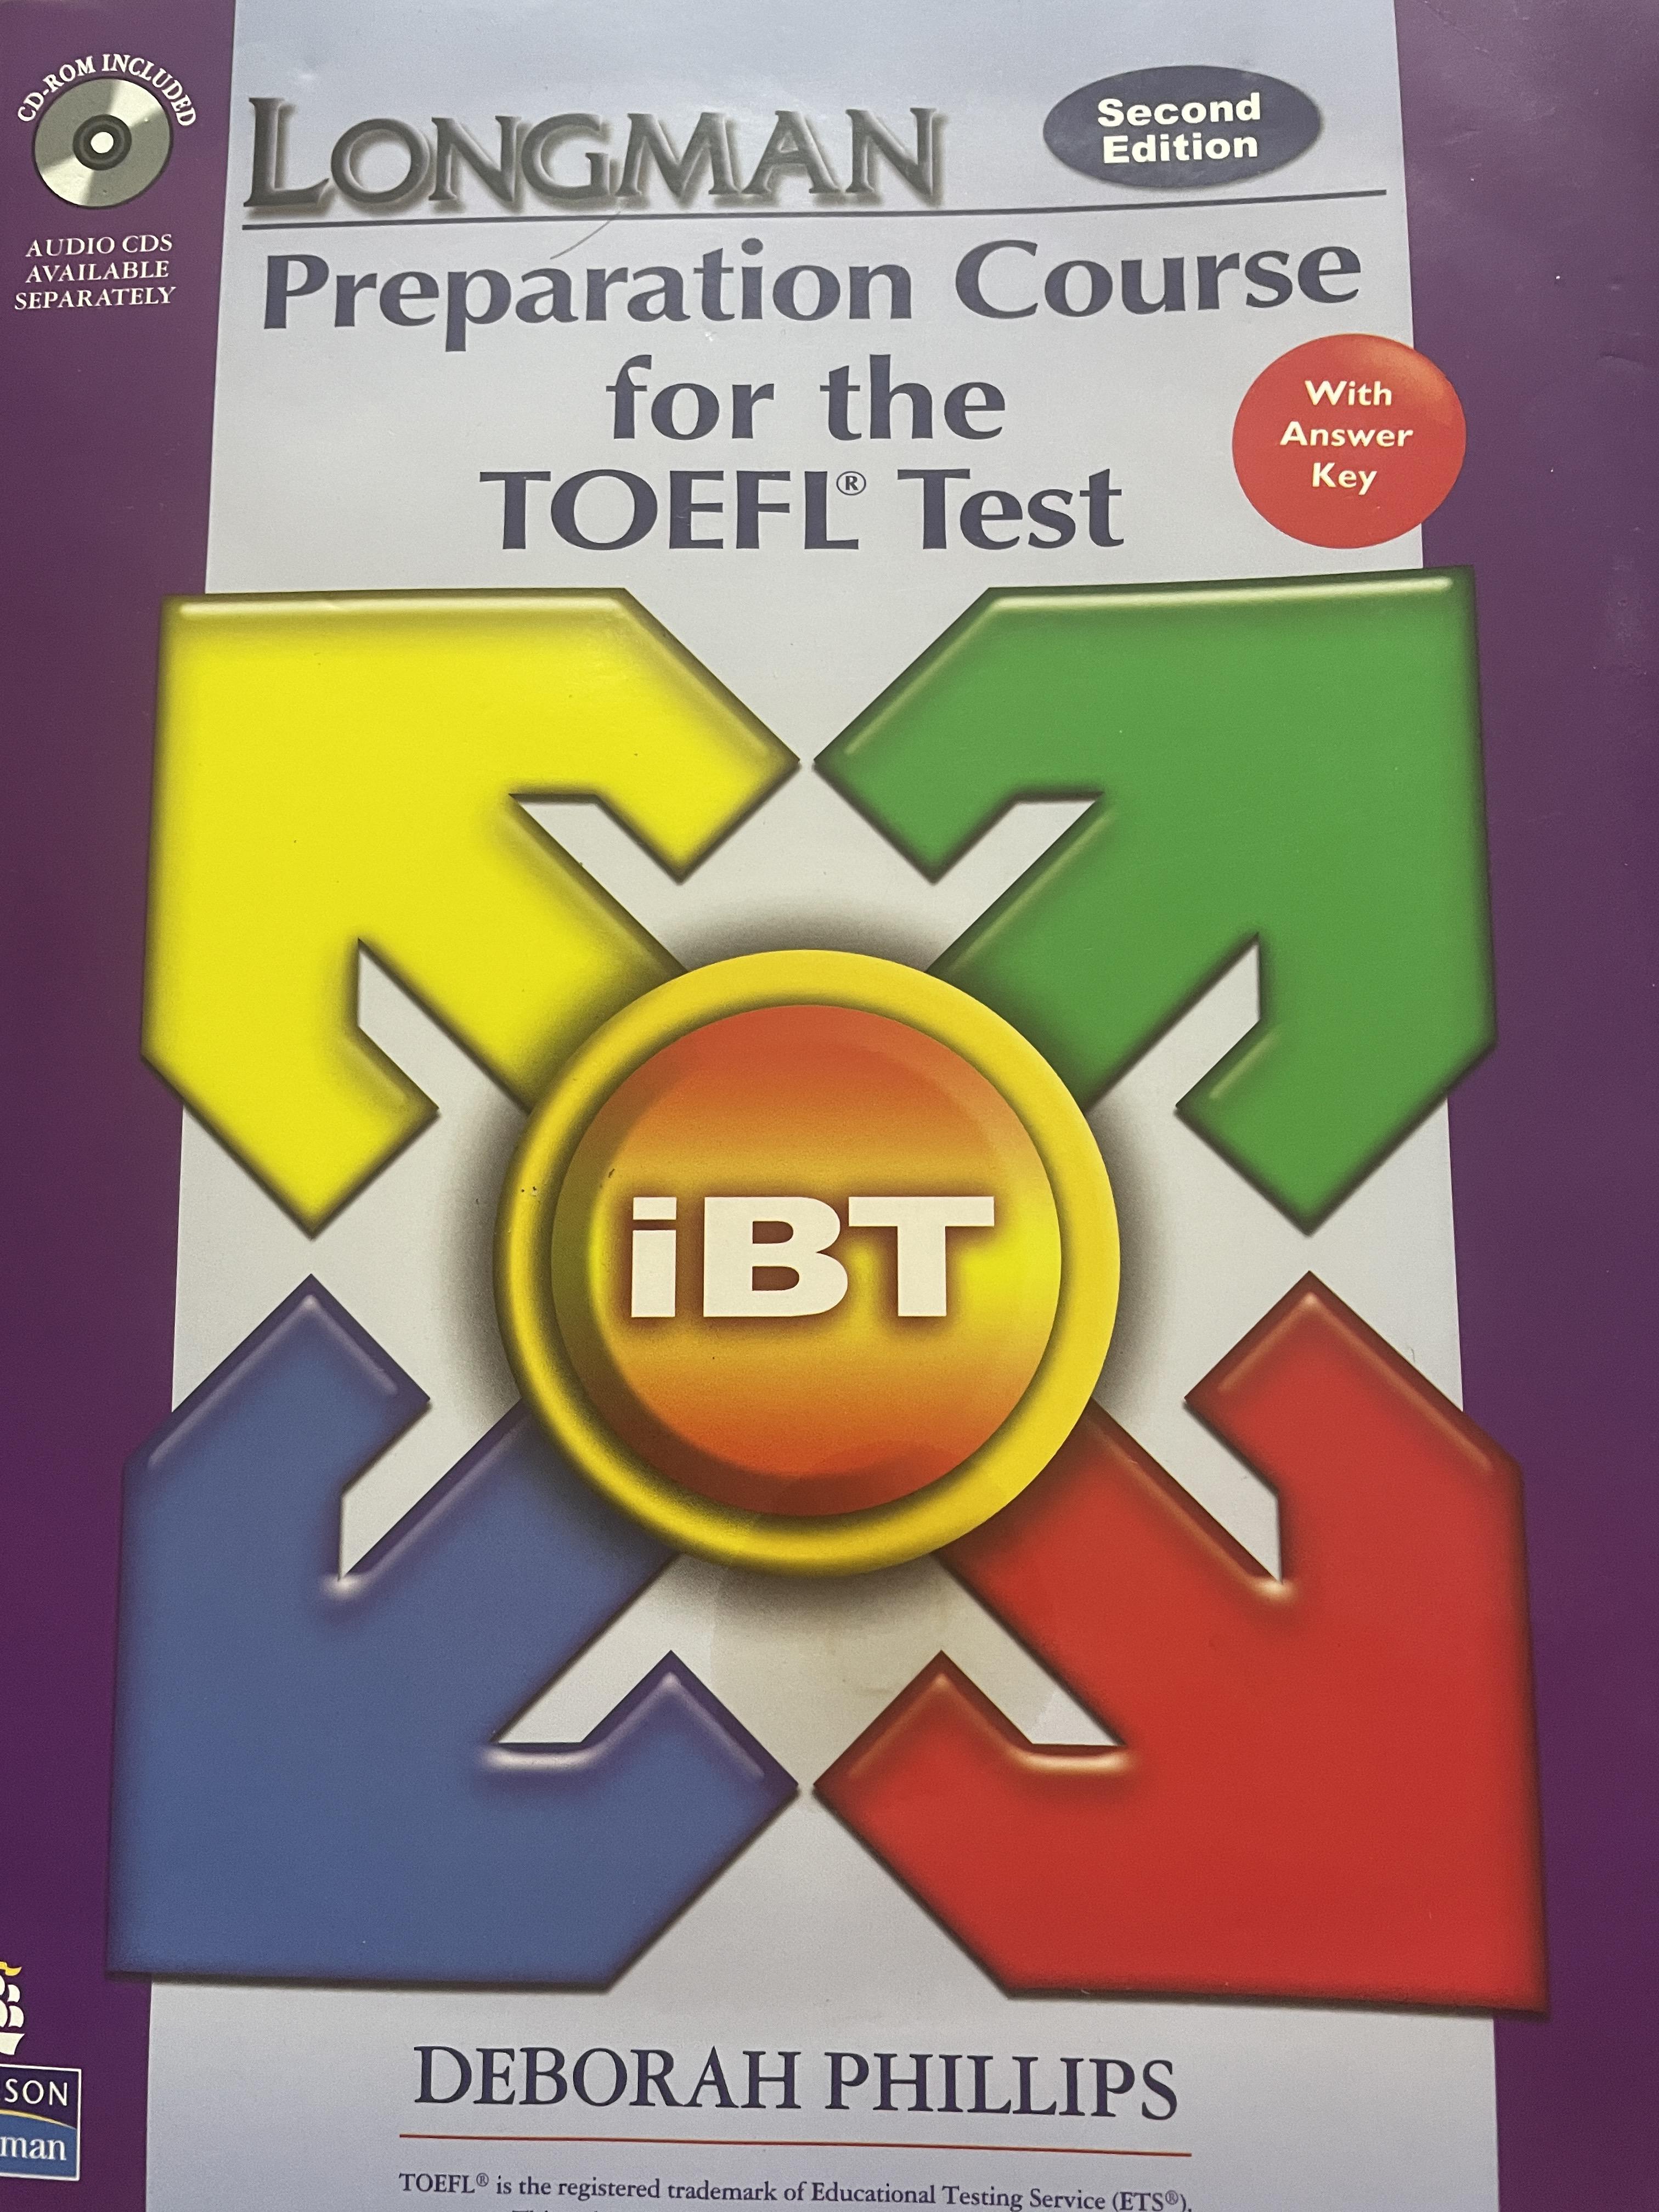 CD-ROM INCLUDED
AUDIO CDS
AVAILABLE
SEPARATELY
LONGMAN
Second
Edition
Preparation Course
for the
TOEFL® Test
With
Answer
Key
iBT
DEBORAH PHILLIPS
SON
man
TOEFL® is the registered trademark of Educational Testing Service (ETS®).